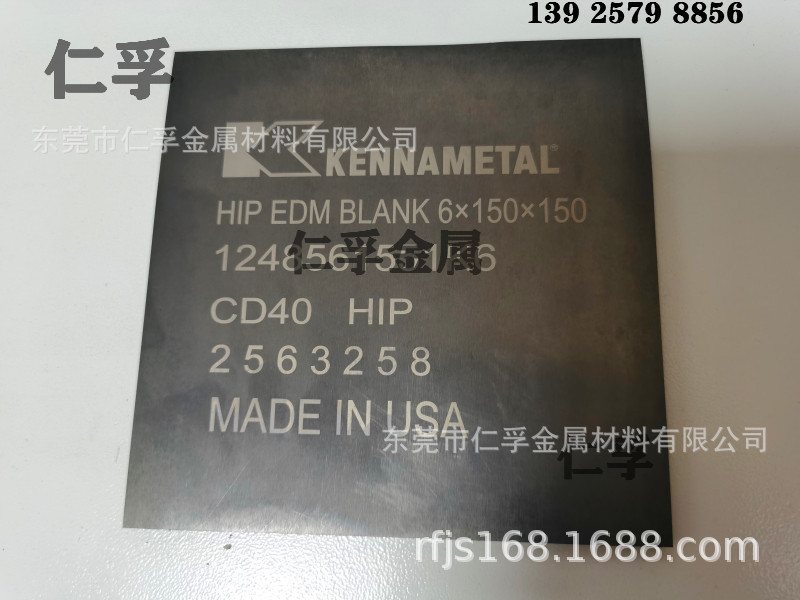 13925799 8856
仁孚
东莞市仁孚金属材料有限公司
KENNAMETAL
HIP EDM BLANK 6×150×150
仁孚金属
CD40 HIP
2563258
MADE IN USA
东莞市仁孚金属材料有限公司
仁孚
rfjs168.1688.com